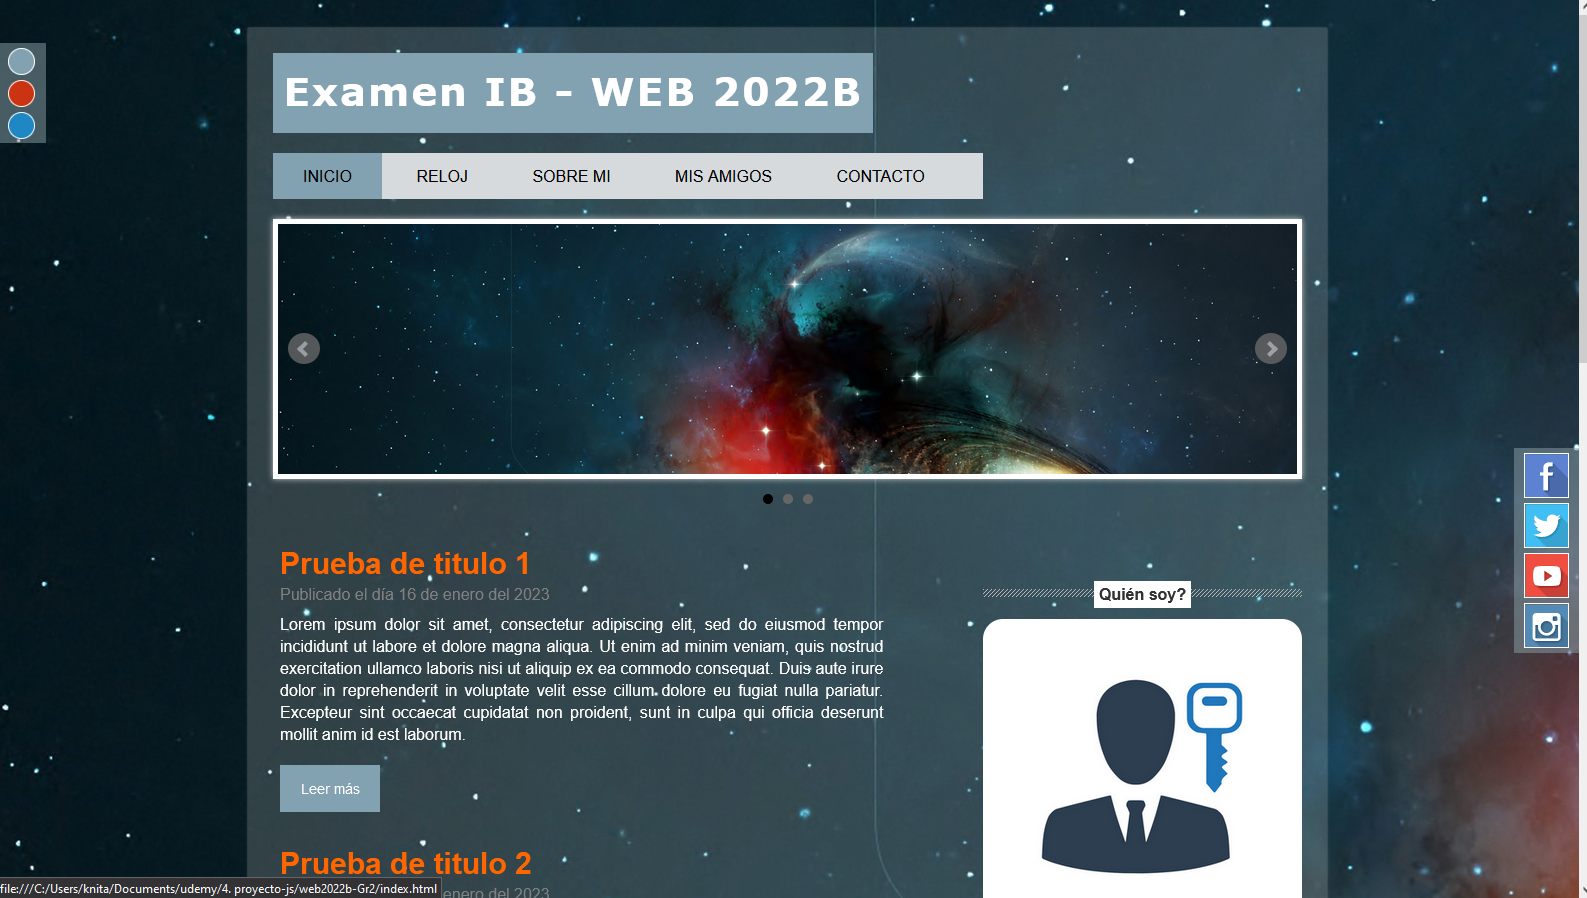 Examen IB - WEB 2022B
INICIO RELOJ SOBRE MI MIS AMIGOS CONTACTO
Prueba de titulo 1
Publicado el día 16 de enero del 2023
Lorem ipsum dolor sit amet, consectetur adipiscing elit, sed do eiusmod tempor
incididunt ut labore et dolore magna aliqua. Ut enim ad minim veniam, quis nostrud
exercitation ullamco laboris nisi ut aliquip ex ea commodo consequat. Duis aute irure
dolor in reprehenderit in voluptate velit esse cillum dolore eu fugiat nulla pariatur.
Excepteur sint occaecat cupidatat non proident, sunt in culpa qui officia deserunt
mollit anim id est laborum.
Leer más
Quién soy?
Prueba de titulo 2
enero del 2023
file:///C:/Users/knita/Documents/udemy/4. proyecto-js/web2022b-Gr2/index.html